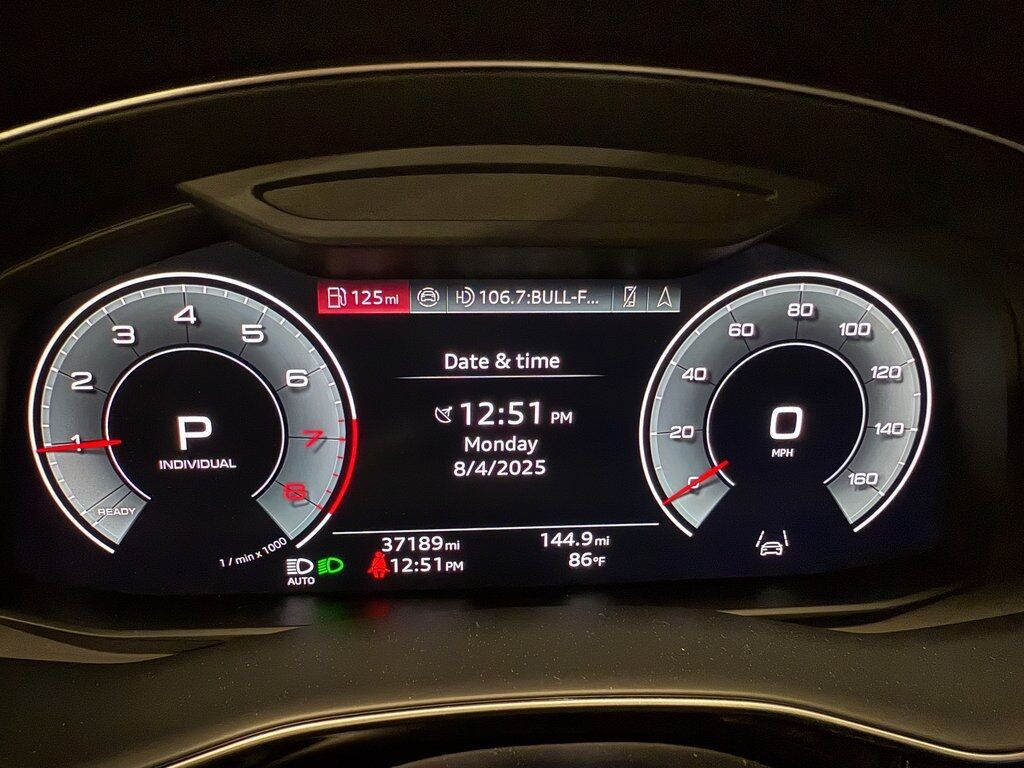 125 mi
106.7:BULL-F...
Date & time
12:51 PM
Monday
8/4/2025
1
2
3
4
5
6
7
8
READY
P
INDIVIDUAL
1 / min x 1000
0
20
40
60
80
100
120
140
160
0
MPH
AUTO
37189 mi
12:51 PM
144.9 mi
86°F